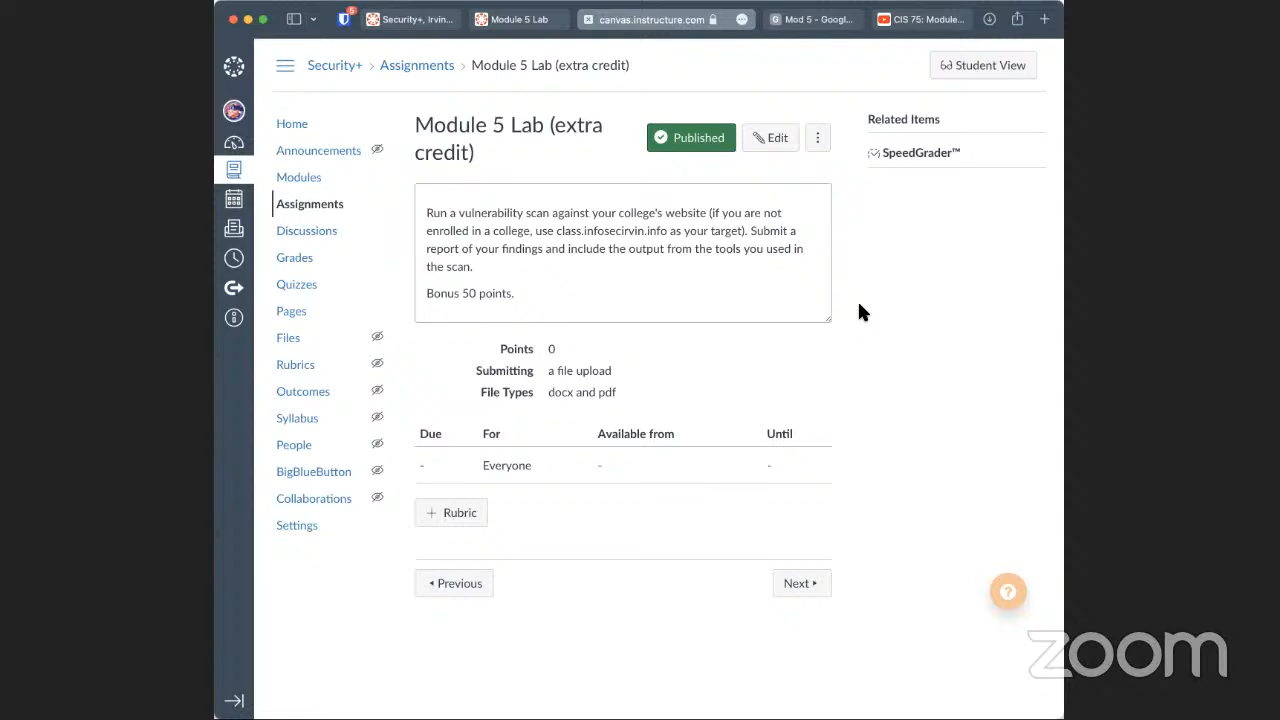 5
Security+, Irvin...
Module 5 Lab
canvas.instructure.com
Mod 5 - Googl...
CIS 75: Module...
Security+ > Assignments > Module 5 Lab (extra credit)
Student View
Home
Announcements
Modules
Assignments
Discussions
Grades
Quizzes
Pages
Files
Rubrics
Outcomes
Syllabus
People
BigBlueButton
Collaborations
Settings
Module 5 Lab (extra
credit)
Published
Edit
Run a vulnerability scan against your college's website (if you are not
enrolled in a college, use class.infosecirvin.info as your target). Submit a
report of your findings and include the output from the tools you used in
the scan.
Bonus 50 points.
Points 0
Submitting a file upload
File Types docx and pdf
Due For Available from Until
- Everyone - -
+ Rubric
Previous
Next
Related Items
SpeedGrader™
?
zoom